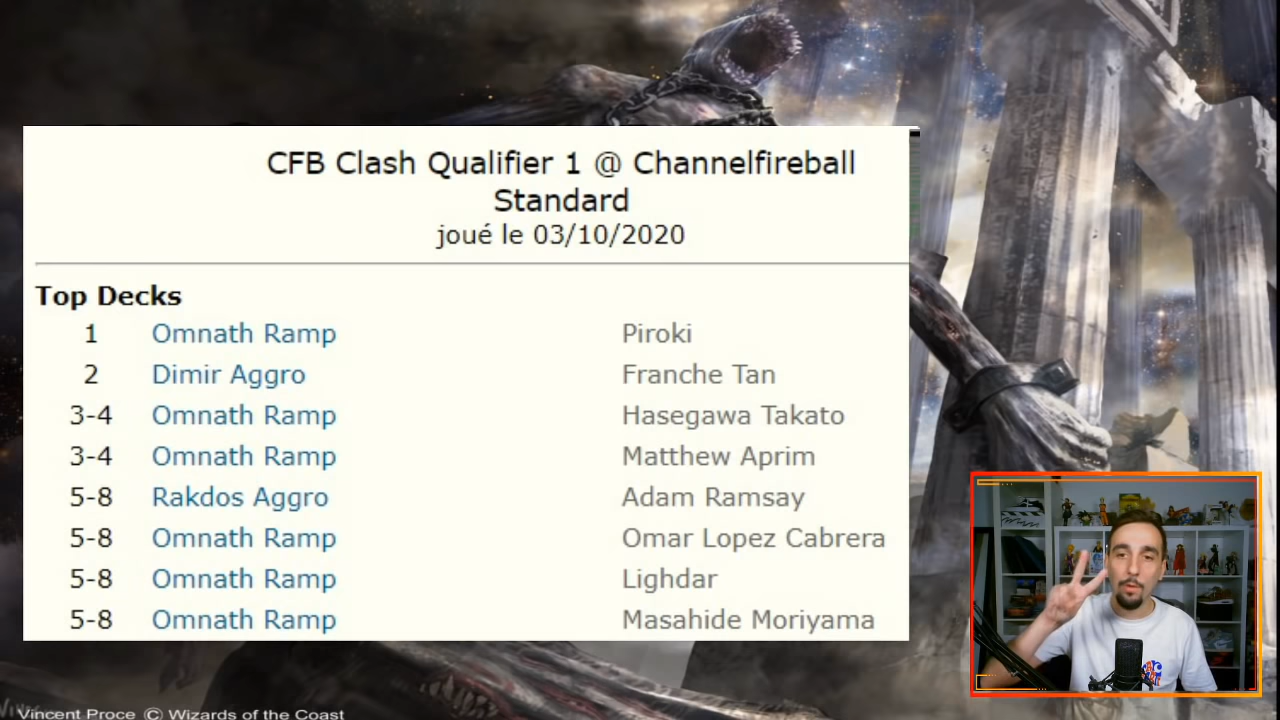 CFB Clash Qualifier 1 @ Channelfireball
Standard
joué le 03/10/2020
Top Decks
1 Omnath Ramp Piroki
2 Dimir Aggro Franche Tan
3-4 Omnath Ramp Hasegawa Takato
3-4 Omnath Ramp Matthew Aprim
5-8 Rakdos Aggro Adam Ramsay
5-8 Omnath Ramp Omar Lopez Cabrera
5-8 Omnath Ramp Lighdar
5-8 Omnath Ramp Masahide Moriyama
Vincent Proce © Wizards of the Coast